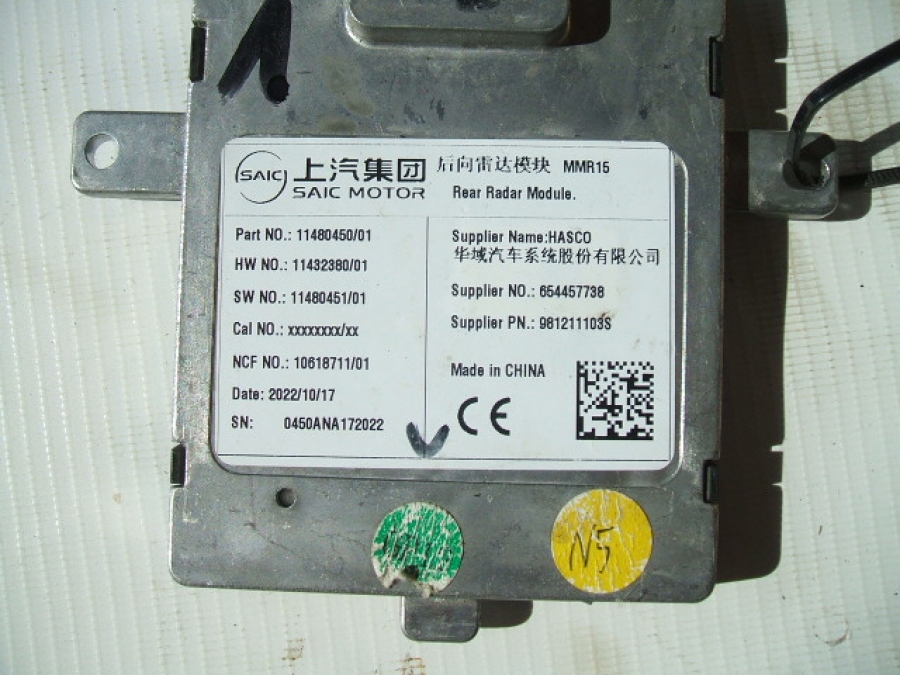 1
SAIC 上汽集团
SAIC MOTOR
后向雷达模块 MMR15
Rear Radar Module.
Part NO.: 11480450/01
HW NO.: 11432380/01
SW NO.: 11480451/01
Cal NO.: xxxxxxxx/xx
NCF NO.: 10618711/01
Date: 2022/10/17
SN: 0450ANA172022
Supplier Name:HASCO
华域汽车系统股份有限公司
Supplier NO.: 654457738
Supplier PN.: 981211103S
Made in CHINA
CE
N5